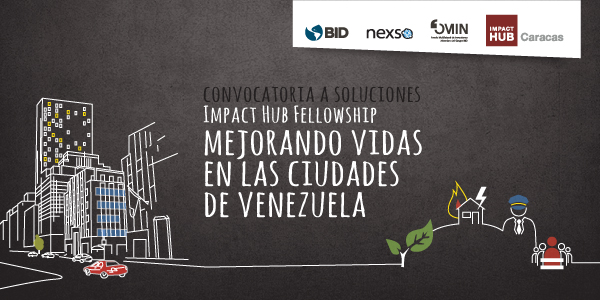 BID
nexso
FOMIN
IMPACT
HUB
Caracas
CONVOCATORIA A SOLUCIONES
IMPACT HUB FELLOWSHIP
MEJORANDO VIDAS
EN LAS CIUDADES
DE VENEZUELA